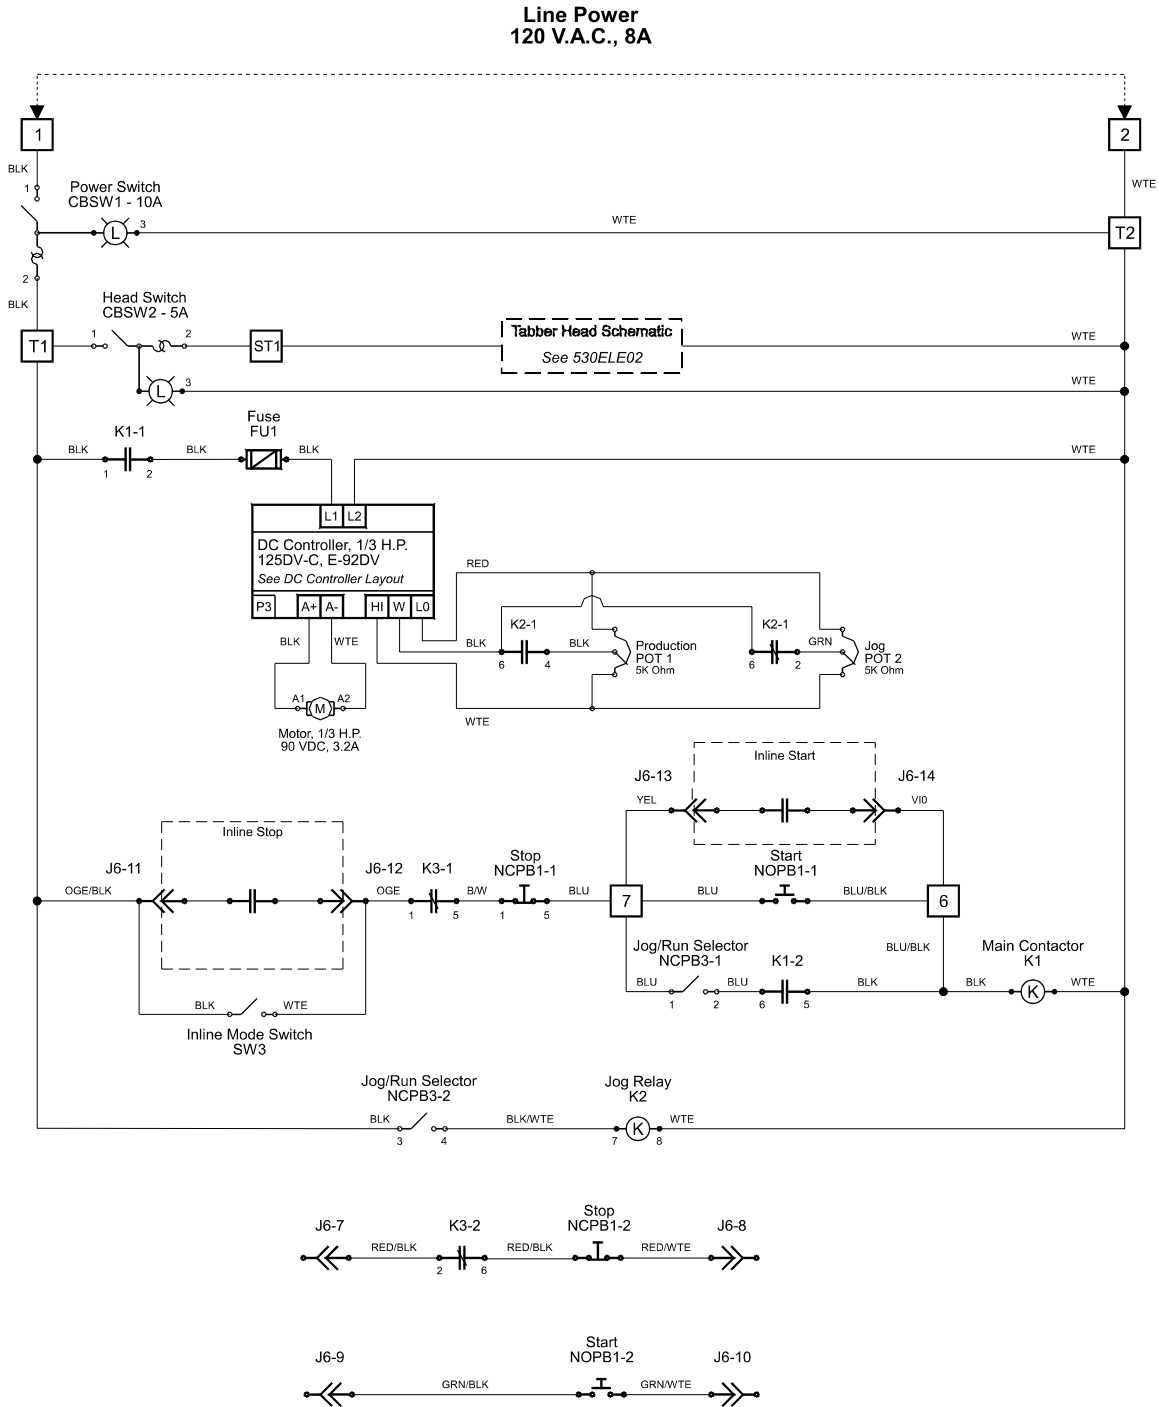 Line Power
120 V.A.C., 8A
1
2
BLK
WTE
1
Power Switch
CBSW1 - 10A
L
3
WTE
T2
2
BLK
Head Switch
CBSW2 - 5A
T1
1
2
ST1
Tabber Head Schematic
See 530ELE02
WTE
L
3
WTE
K1-1
Fuse
FU1
BLK
BLK
BLK
WTE
1
2
L1
L2
DC Controller, 1/3 H.P.
125DV-C, E-92DV
See DC Controller Layout
P3
A+
A-
HI
W
L0
RED
BLK
WTE
BLK
K2-1
BLK
6
4
Production
POT 1
5K Ohm
K2-1
GRN
6
2
Jog
POT 2
5K Ohm
A1
M
A2
Motor, 1/3 H.P.
90 VDC, 3.2A
WTE
Inline Start
J6-13
J6-14
YEL
VI0
Inline Stop
J6-11
J6-12
K3-1
Stop
NCPB1-1
Start
NOPB1-1
OGE/BLK
OGE
B/W
BLU
7
BLU
BLU/BLK
6
1
5
1
5
Jog/Run Selector
NCPB3-1
K1-2
BLU/BLK
Main Contactor
K1
BLU
BLU
BLK
BLK
K
WTE
1
2
6
5
BLK
WTE
Inline Mode Switch
SW3
Jog/Run Selector
NCPB3-2
Jog Relay
K2
BLK
BLK/WTE
K
WTE
3
4
7
8
J6-7
K3-2
Stop
NCPB1-2
J6-8
RED/BLK
RED/BLK
RED/WTE
2
6
J6-9
Start
NOPB1-2
J6-10
GRN/BLK
GRN/WTE